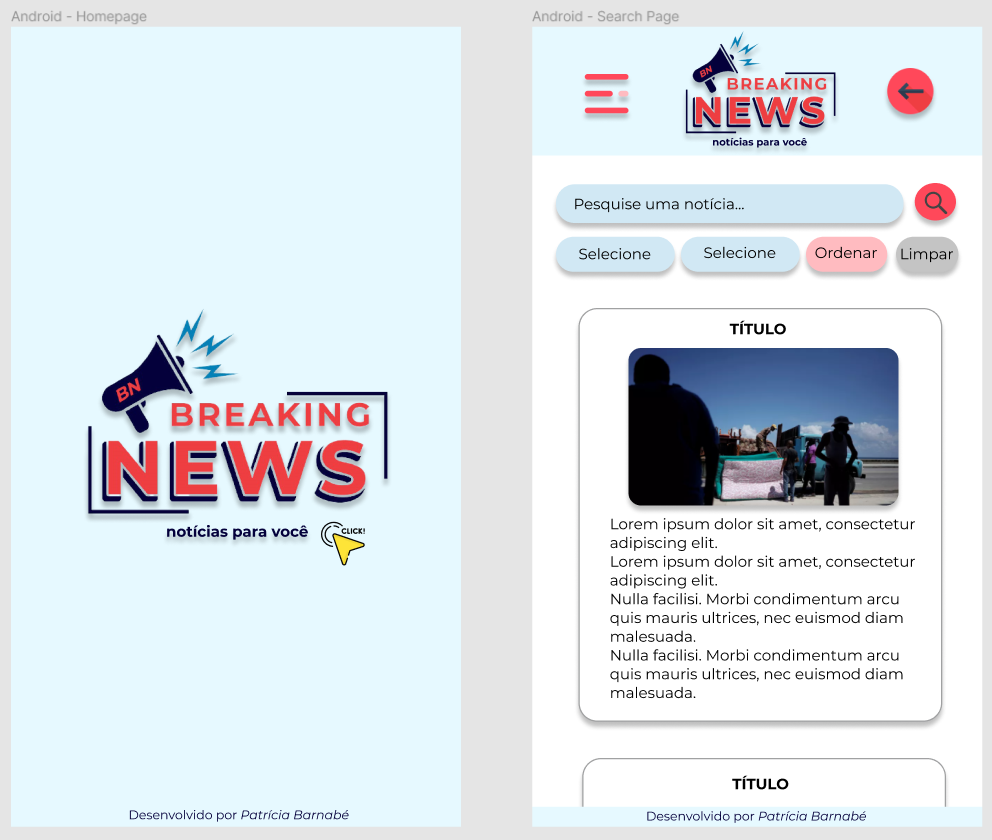 Android - Homepage
BN
BREAKING
NEWS
notícias para você
CLICK!
Desenvolvido por Patrícia Barnabé
Android - Search Page
BN
BREAKING
NEWS
notícias para você
Pesquise uma notícia...
Selecione
Selecione
Ordenar
Limpar
TÍTULO
Lorem ipsum dolor sit amet, consectetur
adipiscing elit.
Lorem ipsum dolor sit amet, consectetur
adipiscing elit.
Nulla facilisi. Morbi condimentum arcu
quis mauris ultrices, nec euismod diam
malesuada.
Nulla facilisi. Morbi condimentum arcu
quis mauris ultrices, nec euismod diam
malesuada.
TÍTULO
Desenvolvido por Patrícia Barnabé